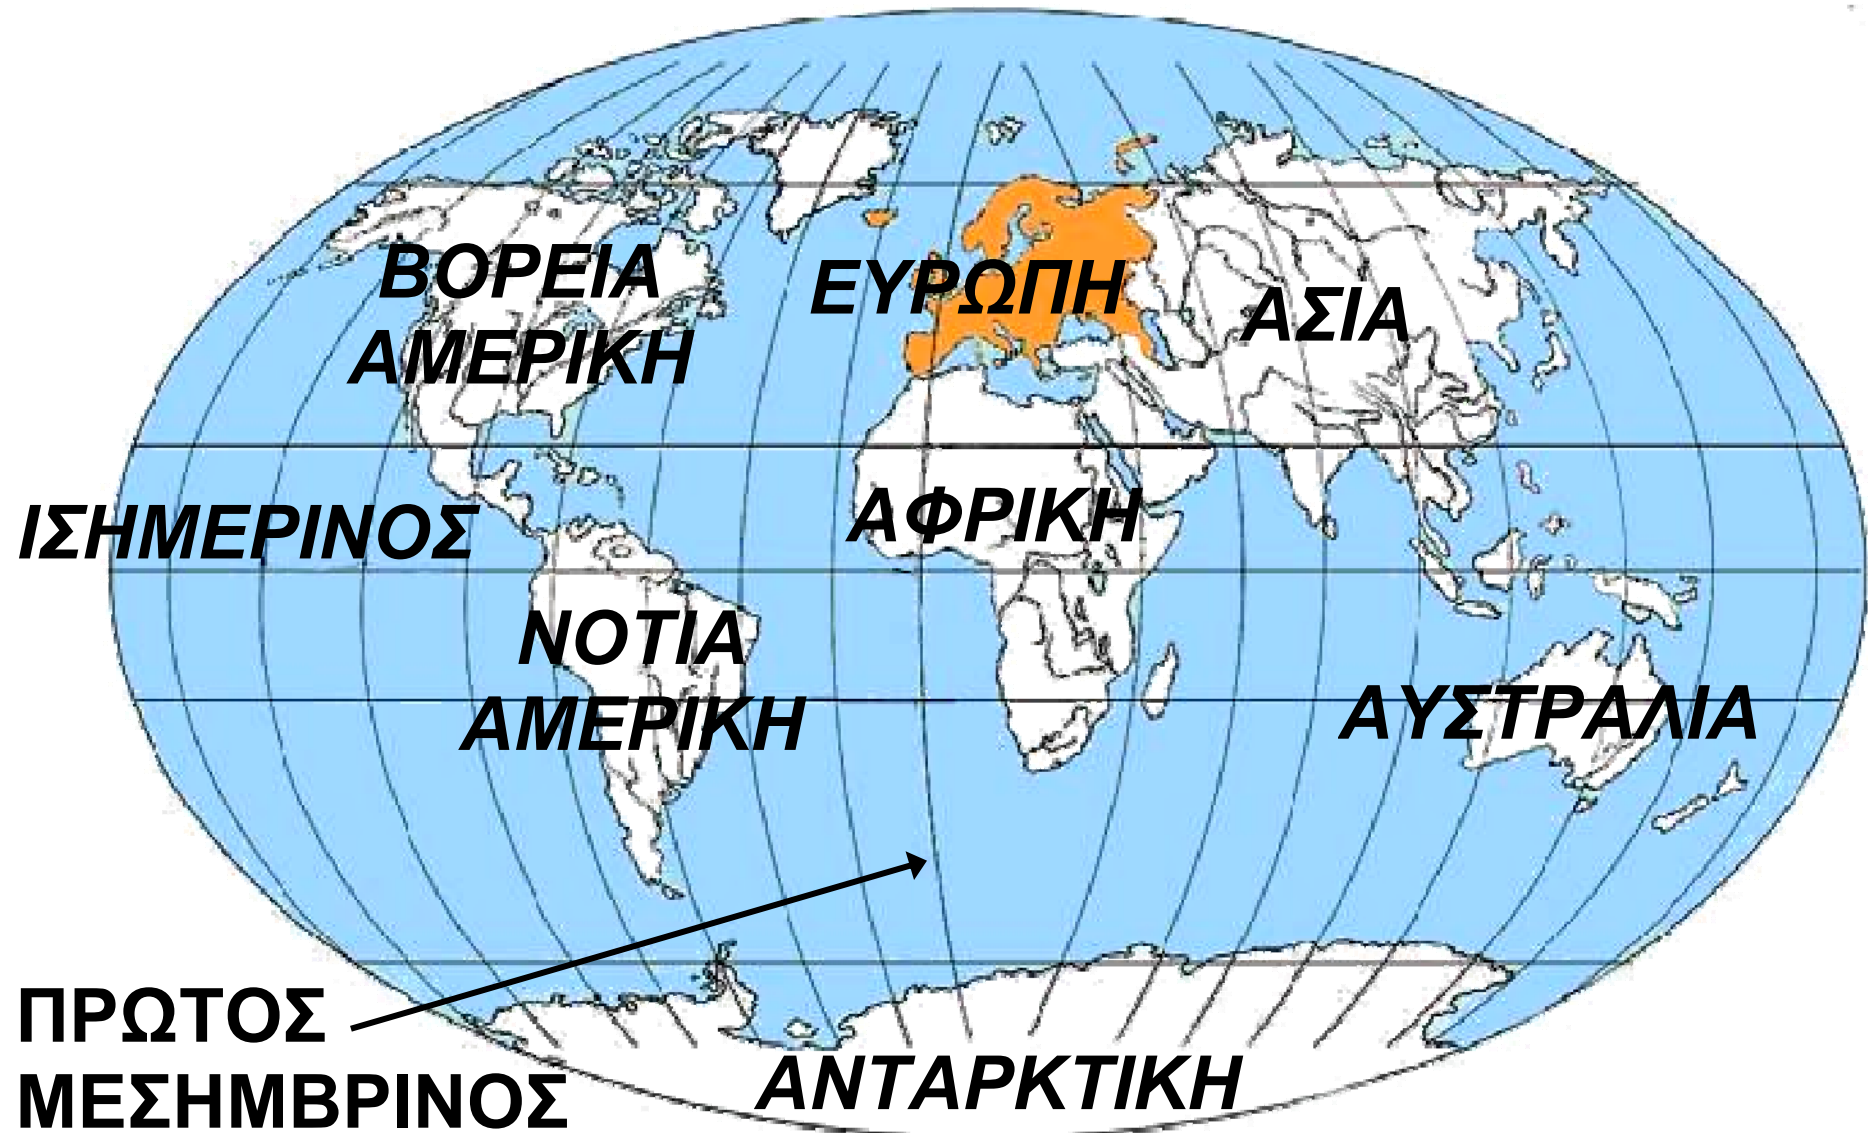 ΒΟΡΕΙΑ
ΑΜΕΡΙΚΗ
ΕΥΡΩΠΗ
ΑΣΙΑ
ΙΣΗΜΕΡΙΝΟΣ
ΑΦΡΙΚΗ
ΝΟΤΙΑ
ΑΜΕΡΙΚΗ
ΑΥΣΤΡΑΛΙΑ
ΠΡΩΤΟΣ
ΜΕΣΗΜΒΡΙΝΟΣ
ΑΝΤΑΡΚΤΙΚΗ